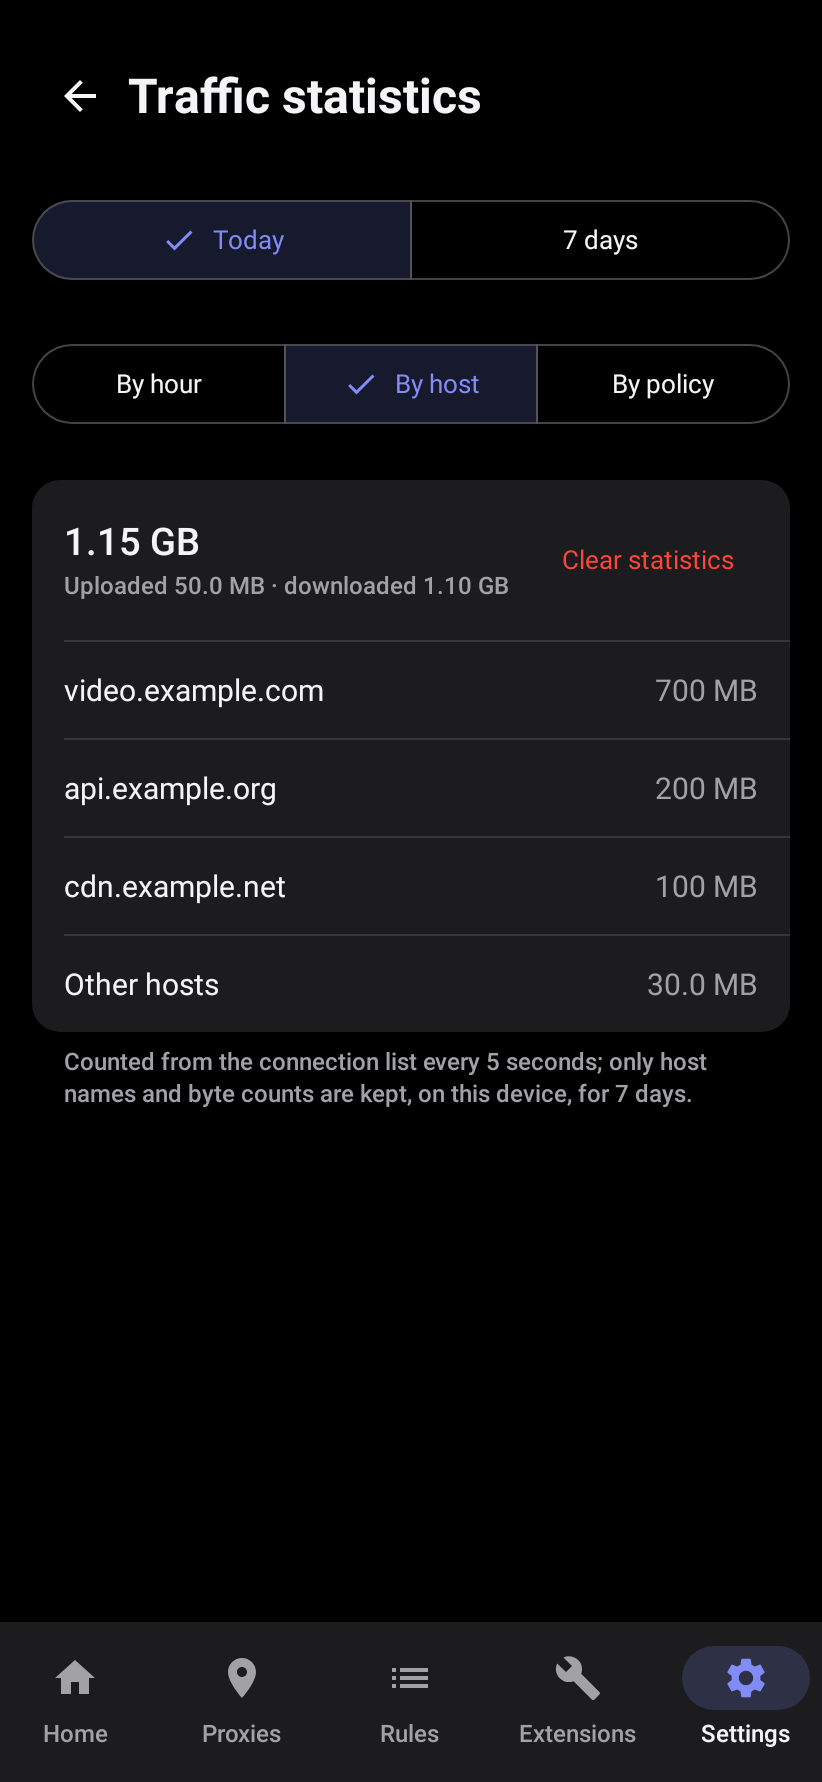 Traffic statistics
Today
7 days
By hour
By host
By policy
1.15 GB
Uploaded 50.0 MB · downloaded 1.10 GB
Clear statistics
video.example.com
700 MB
api.example.org
200 MB
cdn.example.net
100 MB
Other hosts
30.0 MB
Counted from the connection list every 5 seconds; only host
names and byte counts are kept, on this device, for 7 days.
Home
Proxies
Rules
Extensions
Settings